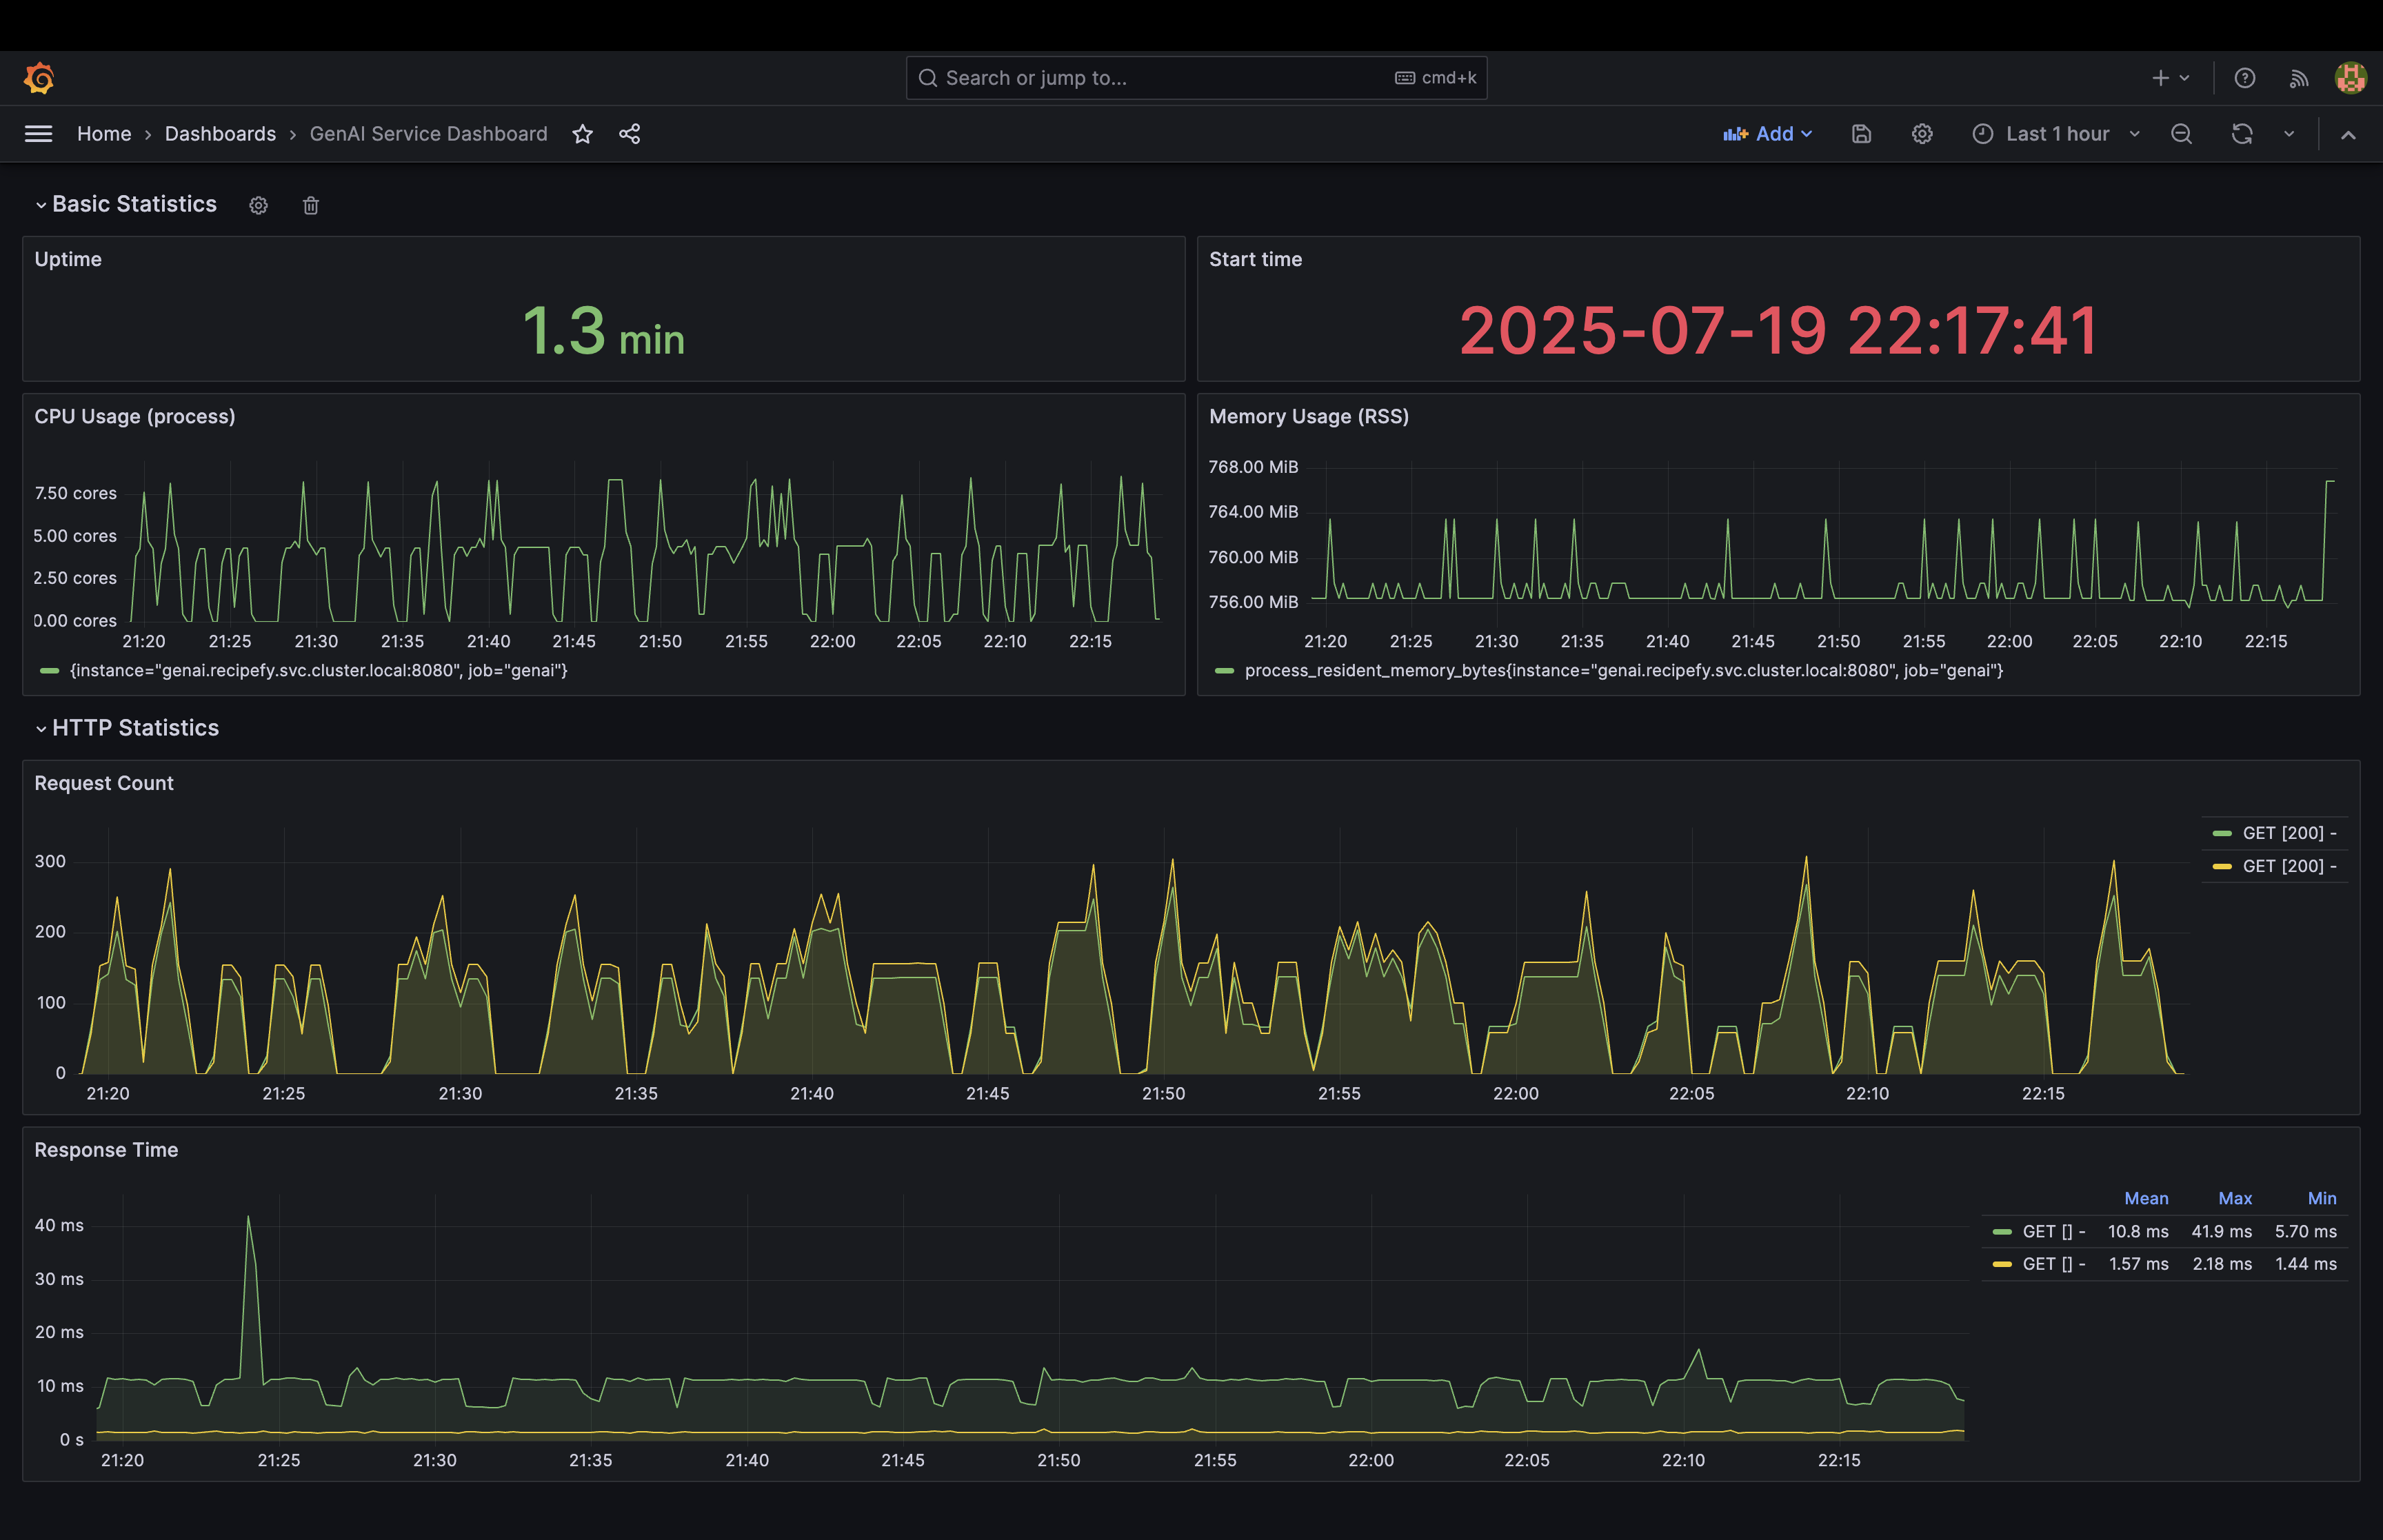 Search or jump to... cmd+k
Home › Dashboards › GenAI Service Dashboard Add Last 1 hour
Basic Statistics
Uptime
1.3 min
Start time
2025-07-19 22:17:41
CPU Usage (process)
7.50 cores
5.00 cores
2.50 cores
0.00 cores
21:20 21:25 21:30 21:35 21:40 21:45 21:50 21:55 22:00 22:05 22:10 22:15
{instance="genai.recipefy.svc.cluster.local:8080", job="genai"}
Memory Usage (RSS)
768.00 MiB
764.00 MiB
760.00 MiB
756.00 MiB
21:20 21:25 21:30 21:35 21:40 21:45 21:50 21:55 22:00 22:05 22:10 22:15
process_resident_memory_bytes{instance="genai.recipefy.svc.cluster.local:8080", job="genai"}
HTTP Statistics
Request Count
300
200
100
0
21:20 21:25 21:30 21:35 21:40 21:45 21:50 21:55 22:00 22:05 22:10 22:15
GET [200] -
GET [200] -
Response Time
40 ms
30 ms
20 ms
10 ms
0 s
21:20 21:25 21:30 21:35 21:40 21:45 21:50 21:55 22:00 22:05 22:10 22:15
Mean Max Min
GET [] - 10.8 ms 41.9 ms 5.70 ms
GET [] - 1.57 ms 2.18 ms 1.44 ms